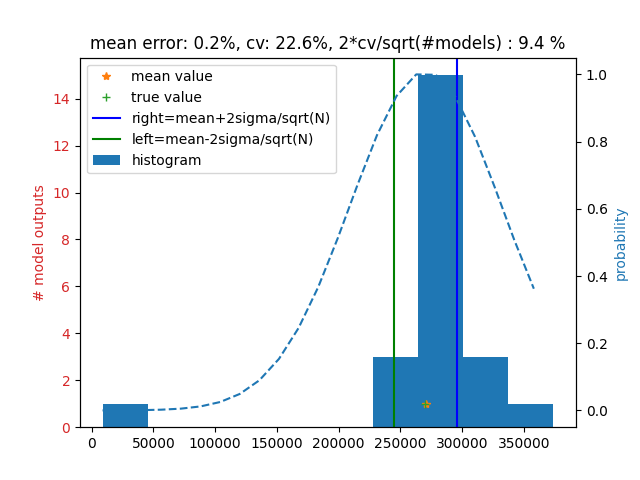 mean error: 0.2%, cv: 22.6%, 2*cv/sqrt(#models) : 9.4 %
mean value
true value
right=mean+2sigma/sqrt(N)
left=mean-2sigma/sqrt(N)
histogram
# model outputs
14
12
10
8
6
4
2
0
1.0
0.8
0.6
0.4
0.2
0.0
probability
0 50000 100000 150000 200000 250000 300000 350000